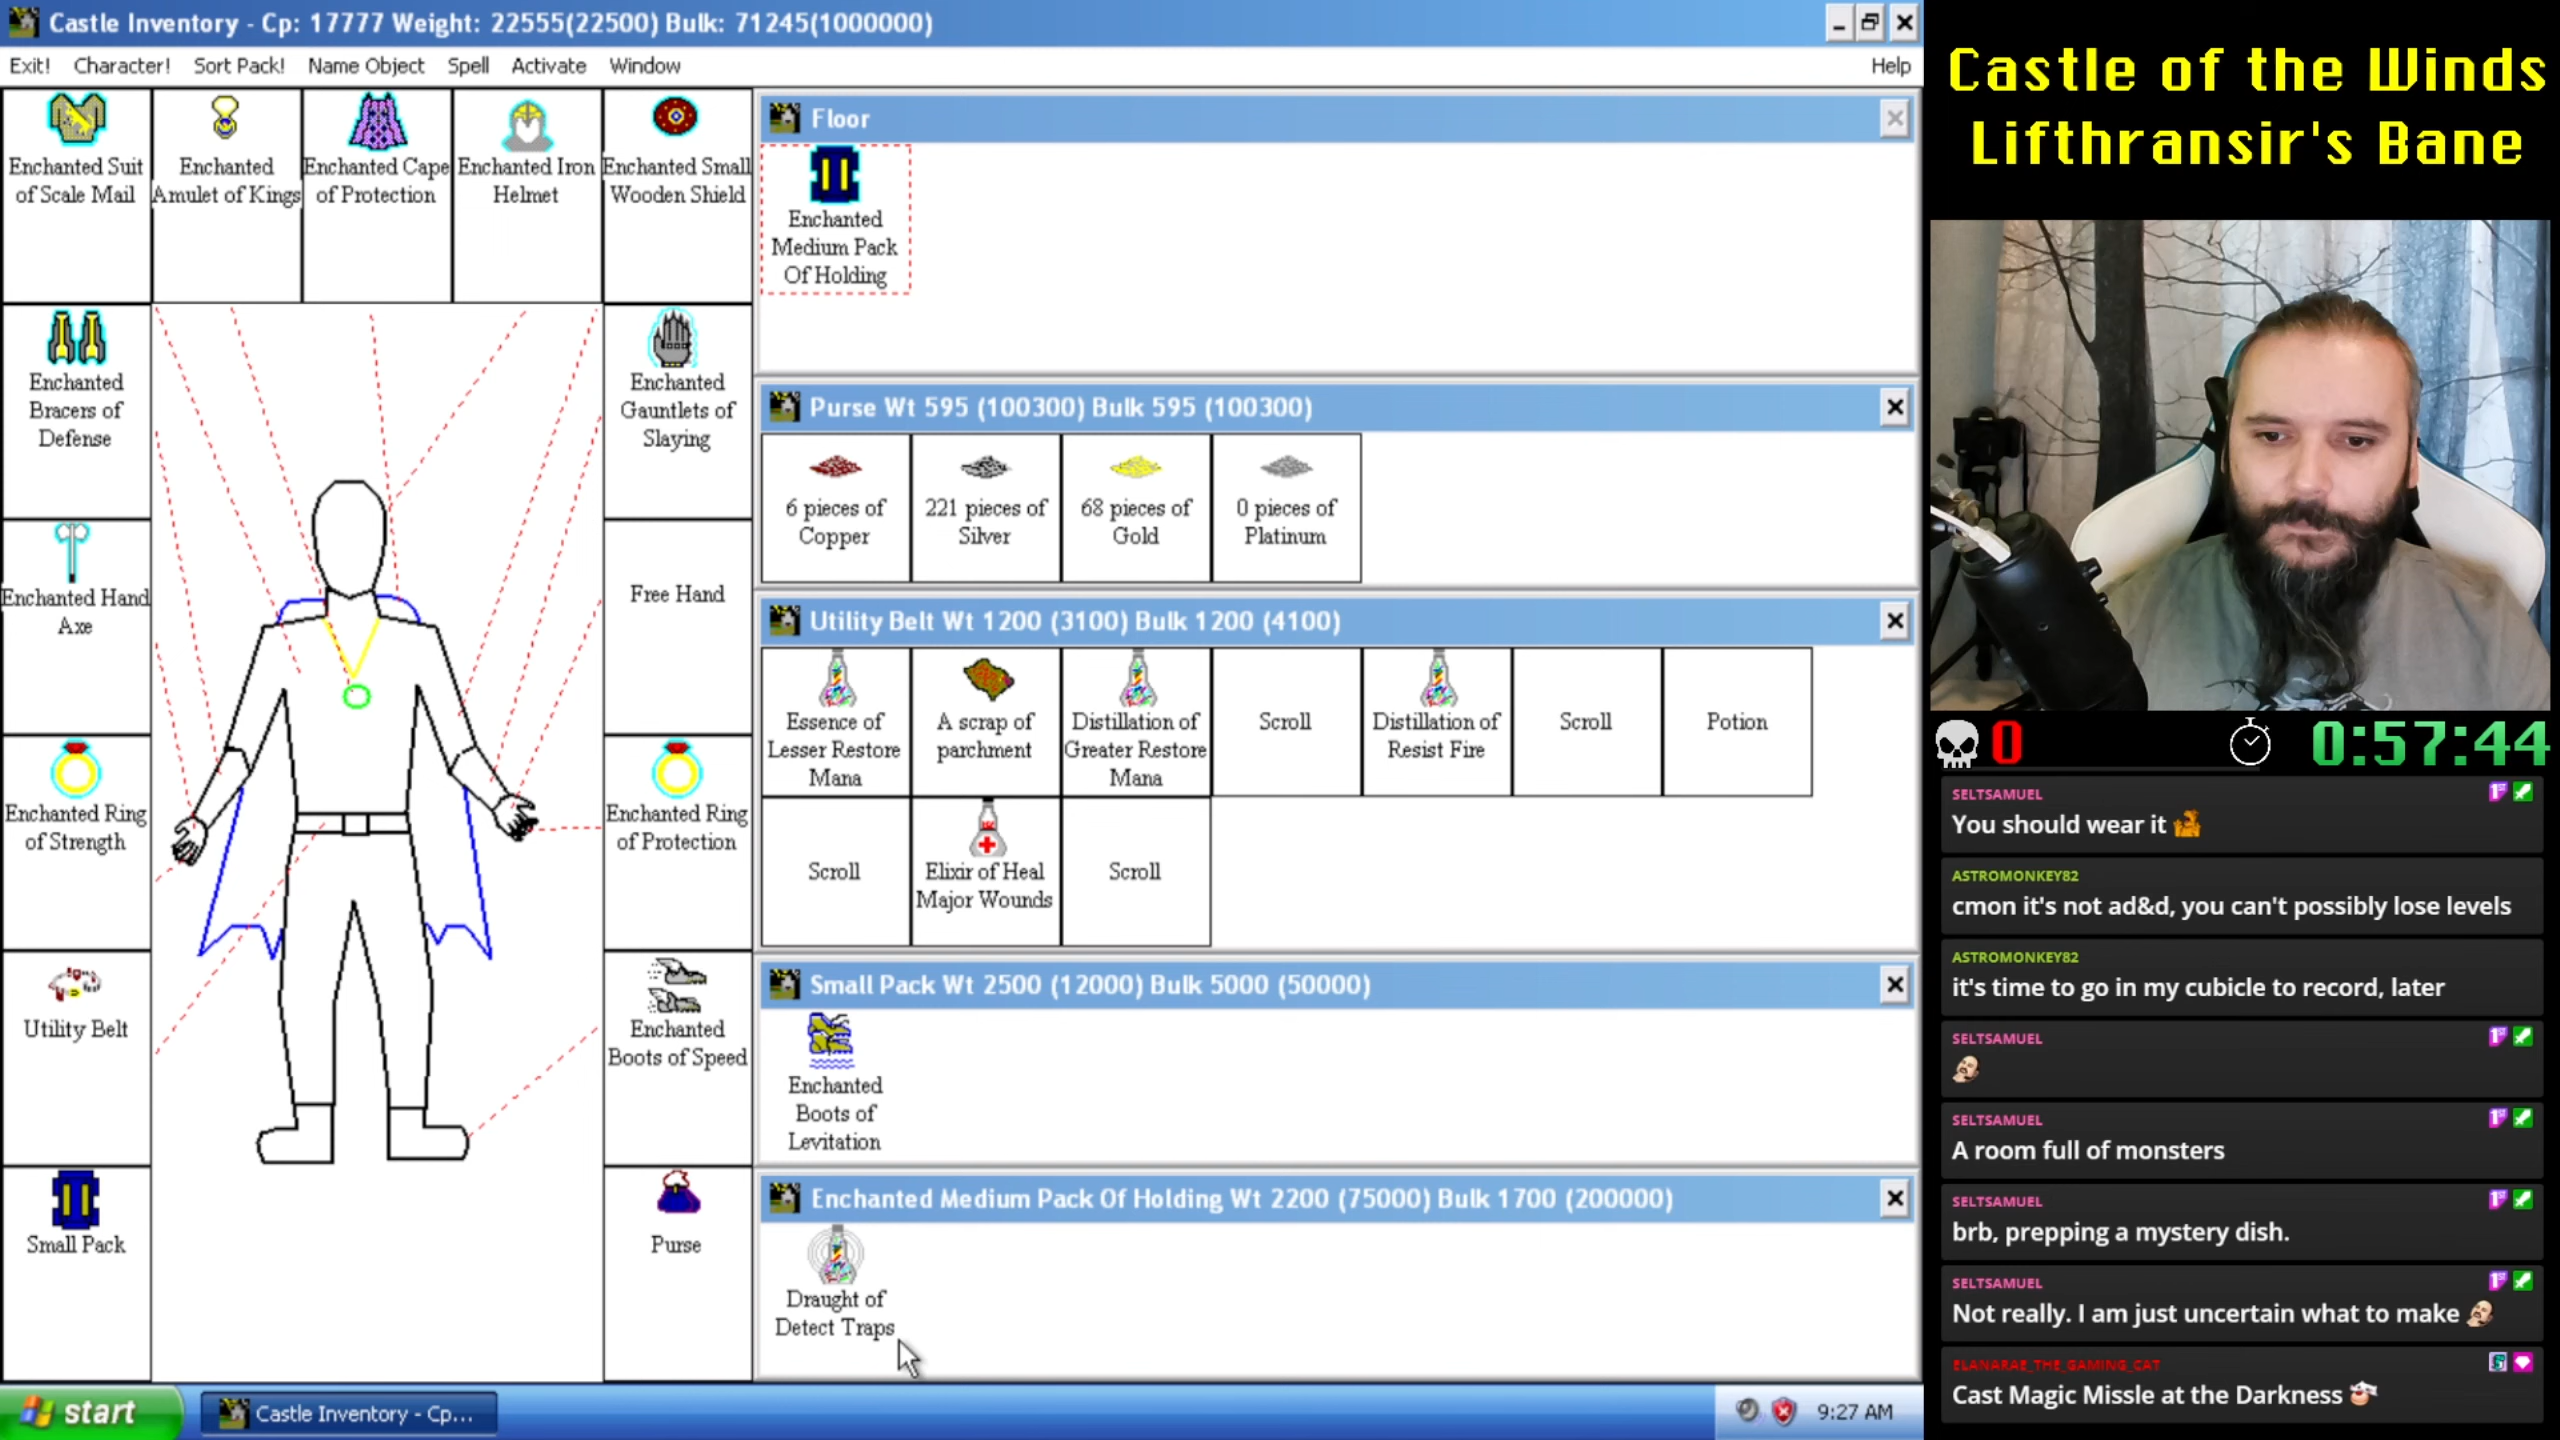 Castle Inventory - Cp: 17777 Weight: 22555(22500) Bulk: 71245(1000000)
Exit! Character! Sort Pack! Name Object Spell Activate Window Help
Enchanted Suit of Scale Mail
Enchanted Amulet of Kings
Enchanted Cape of Protection
Enchanted Iron Helmet
Enchanted Small Wooden Shield
Enchanted Bracers of Defense
Enchanted Gauntlets of Slaying
Enchanted Hand Axe
Free Hand
Enchanted Ring of Strength
Enchanted Ring of Protection
Utility Belt
Enchanted Boots of Speed
Small Pack
Purse
Floor
Enchanted Medium Pack Of Holding
Purse Wt 595 (100300) Bulk 595 (100300)
6 pieces of Copper
221 pieces of Silver
68 pieces of Gold
0 pieces of Platinum
Utility Belt Wt 1200 (3100) Bulk 1200 (4100)
Essence of Lesser Restore Mana
A scrap of parchment
Distillation of Greater Restore Mana
Scroll
Distillation of Resist Fire
Scroll
Potion
Scroll
Elixir of Heal Major Wounds
Scroll
Small Pack Wt 2500 (12000) Bulk 5000 (50000)
Enchanted Boots of Levitation
Enchanted Medium Pack Of Holding Wt 2200 (75000) Bulk 1700 (200000)
Draught of Detect Traps
start
Castle Inventory - Cp...
9:27 AM
Castle of the Winds
Lifthransir's Bane
0
0:57:44
SELTSAMUEL
You should wear it
ASTROMONKEY82
cmon it's not ad&d, you can't possibly lose levels
ASTROMONKEY82
it's time to go in my cubicle to record, later
SELTSAMUEL
SELTSAMUEL
A room full of monsters
SELTSAMUEL
brb, prepping a mystery dish.
SELTSAMUEL
Not really. I am just uncertain what to make
ELANARAE_THE_GAMING_CAT
Cast Magic Missle at the Darkness